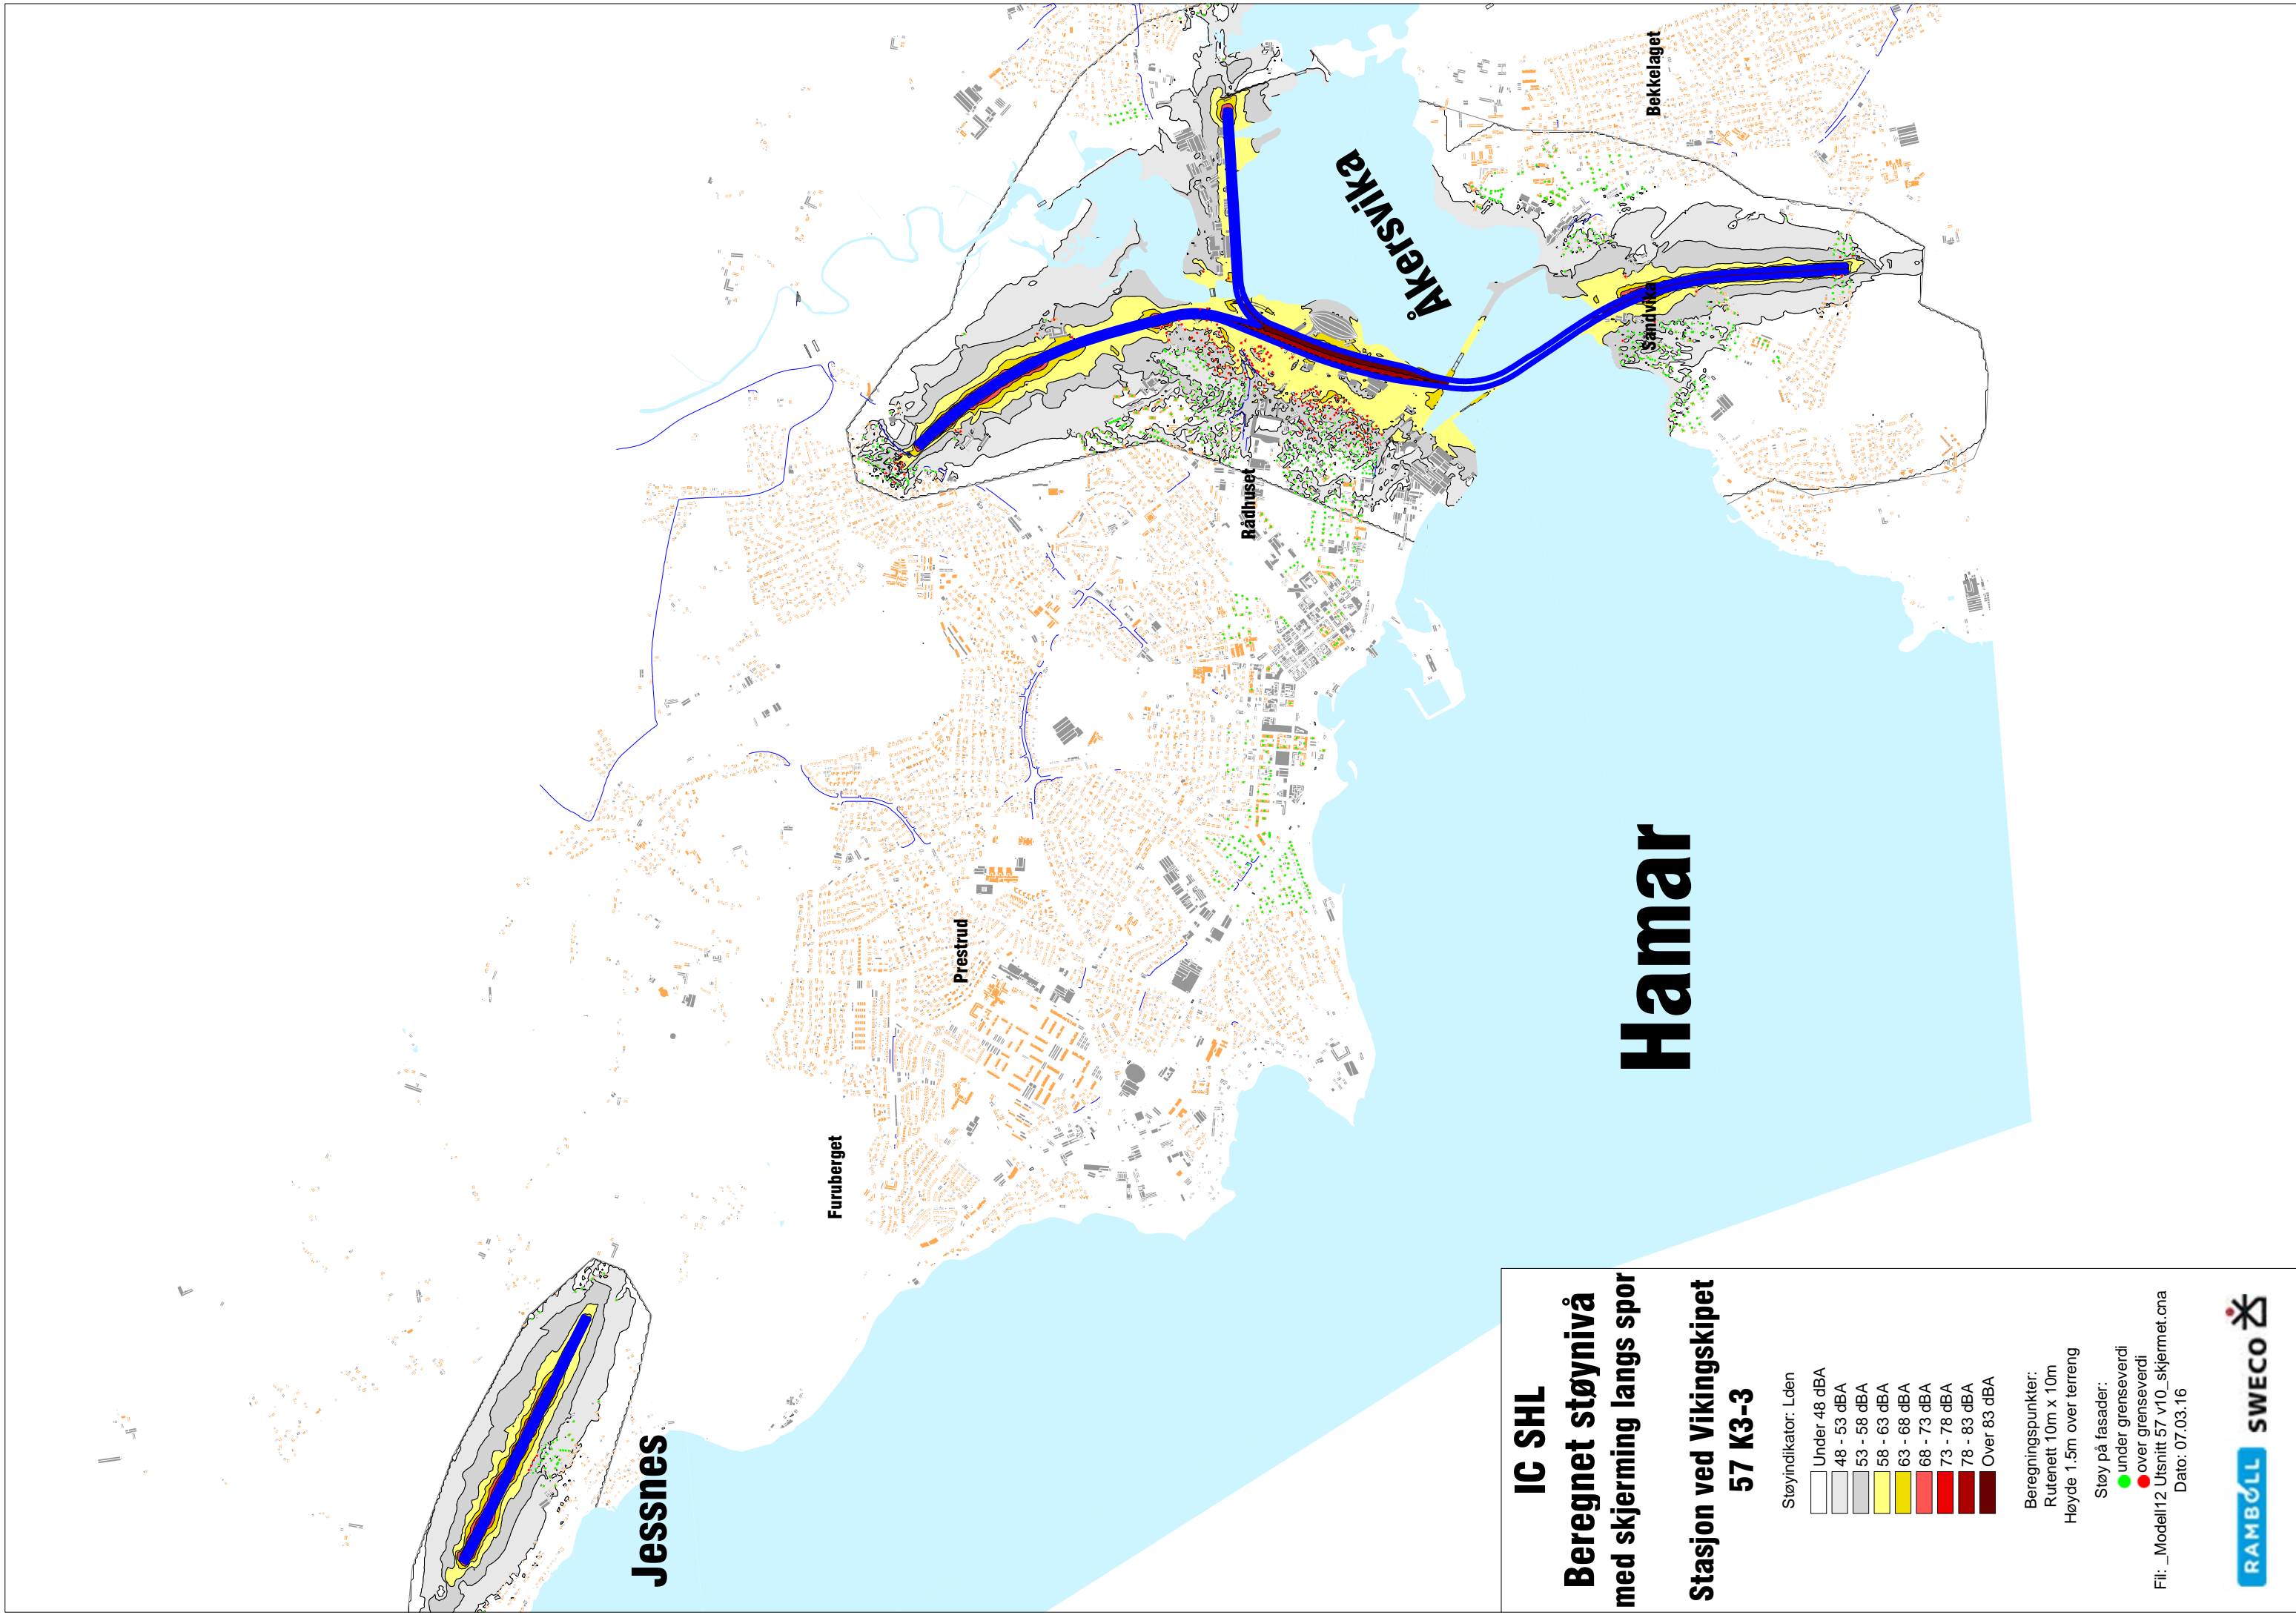 Bekkelaget
Åkersvika
Sandvika
Rådhuset
Prestrud
Furuberget
Hamar
Jessnes
IC SHL
Beregnet støynivå
med skjerming langs spor
Stasjon ved Vikingskipet
57 K3-3
Støyindikator: Lden
Under 48 dBA
48 - 53 dBA
53 - 58 dBA
58 - 63 dBA
63 - 68 dBA
68 - 73 dBA
73 - 78 dBA
78 - 83 dBA
Over 83 dBA
Beregningspunkter:
Rutenett 10m x 10m
Høyde 1.5m over terreng
Støy på fasader:
under grenseverdi
over grenseverdi
Fil: _Modell12 Utsnitt 57 v10_skjermet.cna
Dato: 07.03.16
RAMBOLL
SWECO